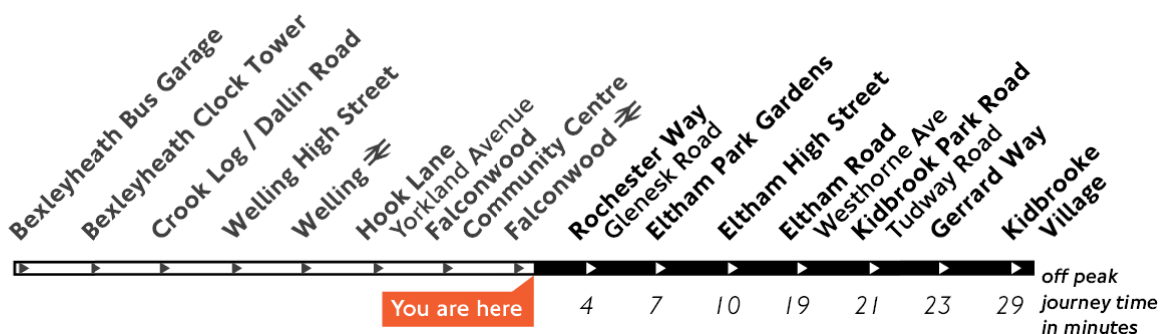 Bexleyheath Bus Garage
Bexleyheath Clock Tower
Crook Log / Dallin Road
Welling High Street
Welling
Hook Lane
Yorkland Avenue
Falconwood
Community Centre
Falconwood
Rochester Way
Glenesk Road
Eltham Park Gardens
Eltham High Street
Eltham Road
Westhorne Ave
Kidbrook Park Road
Tudway Road
Gerrard Way
Kidbrooke
Village
You are here
4 7 10 19 21 23 29
off peak
journey time
in minutes